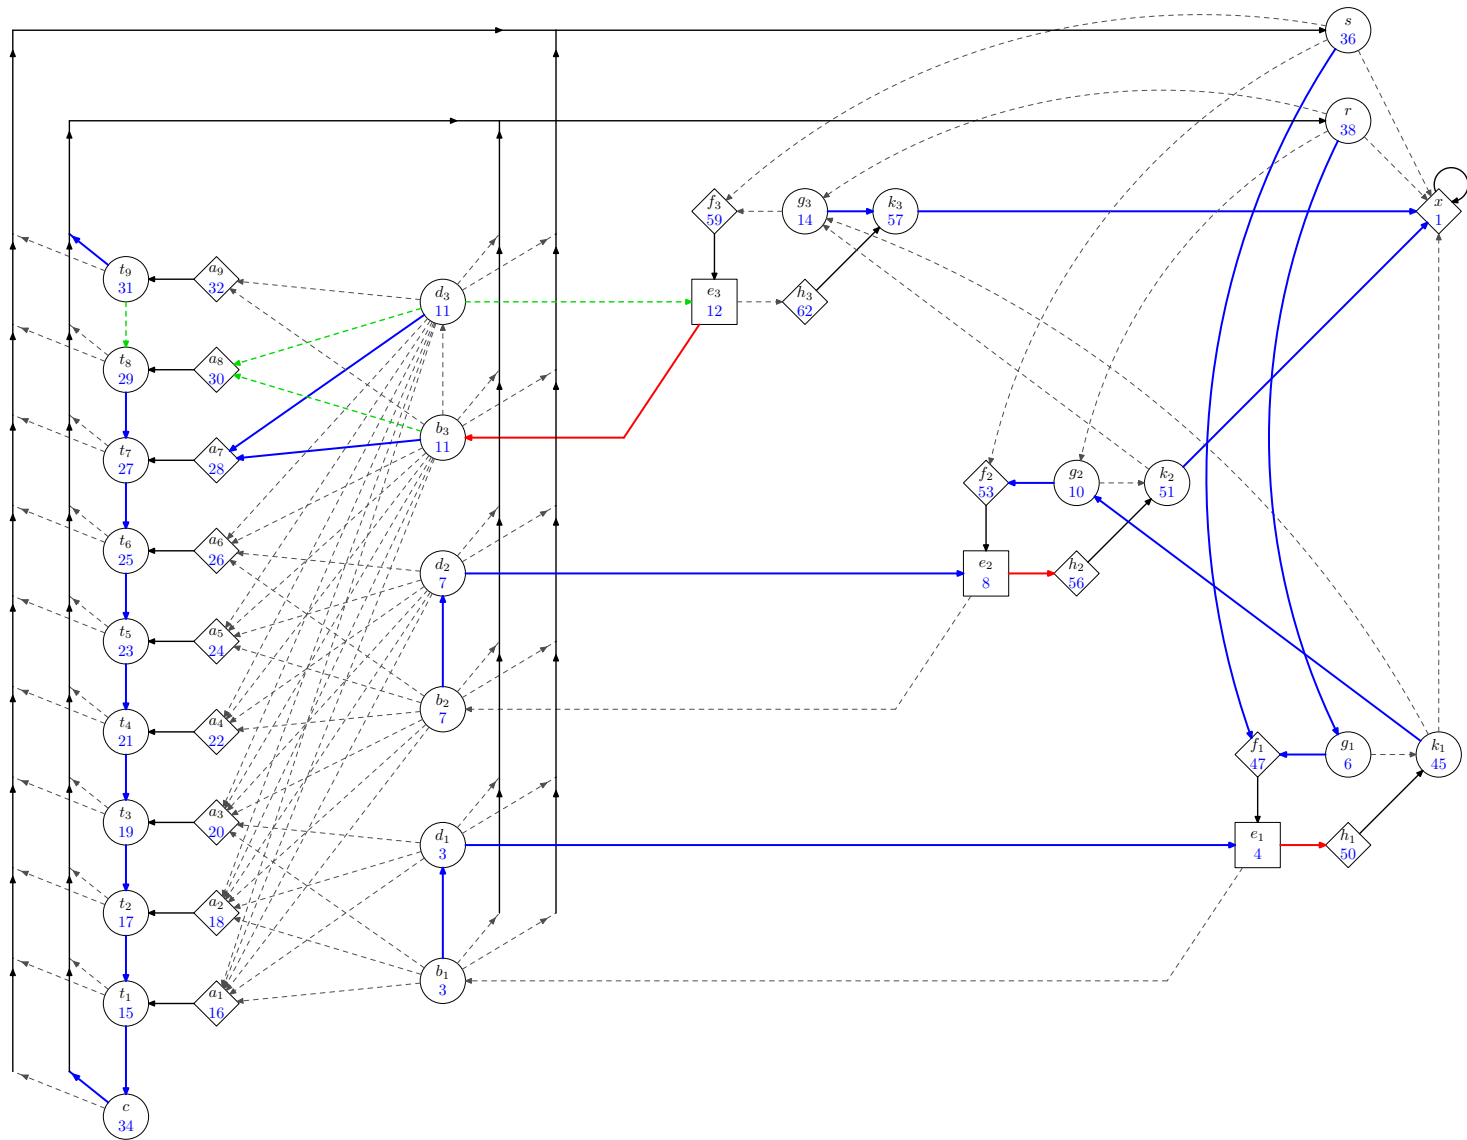 s
36
r
38
f₃
59
g₃
14
k₃
57
x
1
t₉
31
a₉
32
d₃
11
e₃
12
h₃
62
t₈
29
a₈
30
b₃
11
t₇
27
a₇
28
f₂
53
g₂
10
k₂
51
t₆
25
a₆
26
d₂
7
e₂
8
h₂
56
t₅
23
a₅
24
b₂
7
t₄
21
a₄
22
f₁
47
g₁
6
k₁
45
t₃
19
a₃
20
d₁
3
e₁
4
h₁
50
t₂
17
a₂
18
b₁
3
t₁
15
a₁
16
c
34